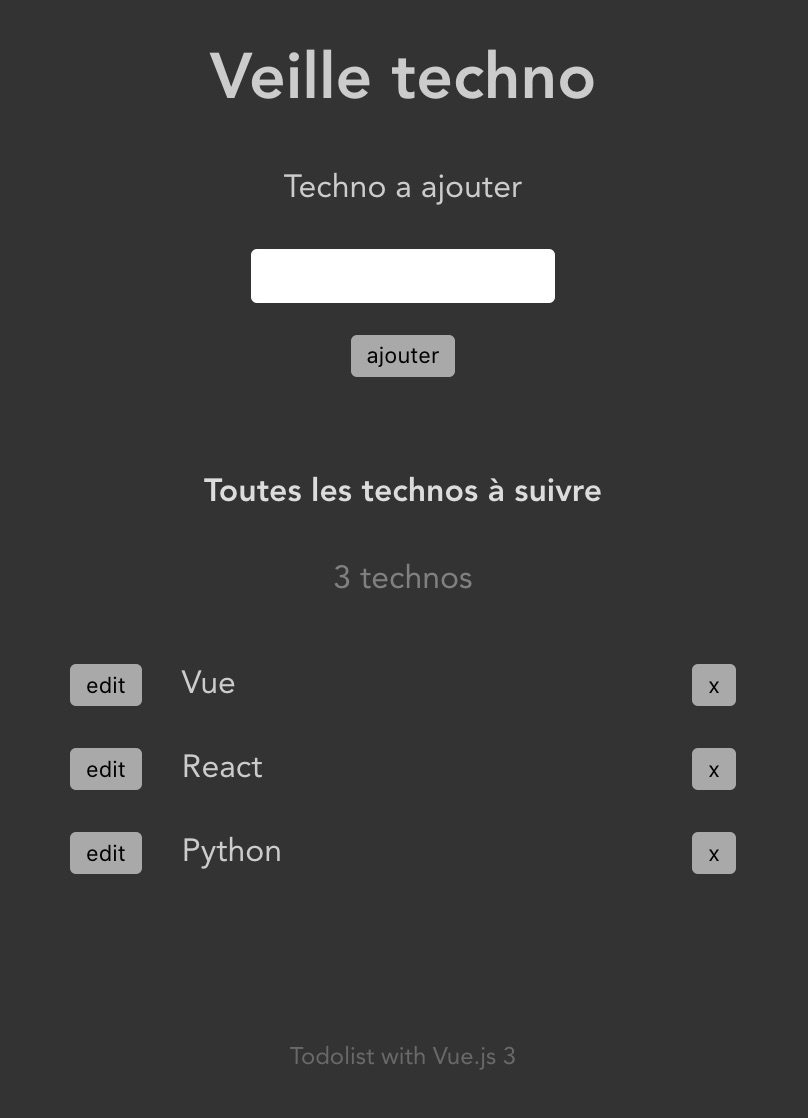 Veille techno
Techno a ajouter
ajouter
Toutes les technos à suivre
3 technos
edit Vue x
edit React x
edit Python x
Todolist with Vue.js 3